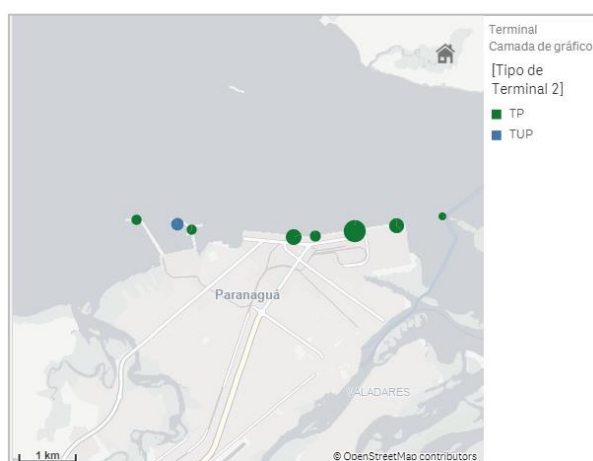 Terminal
Camada de gráfico
[Tipo de
Terminal 2]
TP
TUP
Paranaguá
VALADARES
1 km
© OpenStreetMap contributors